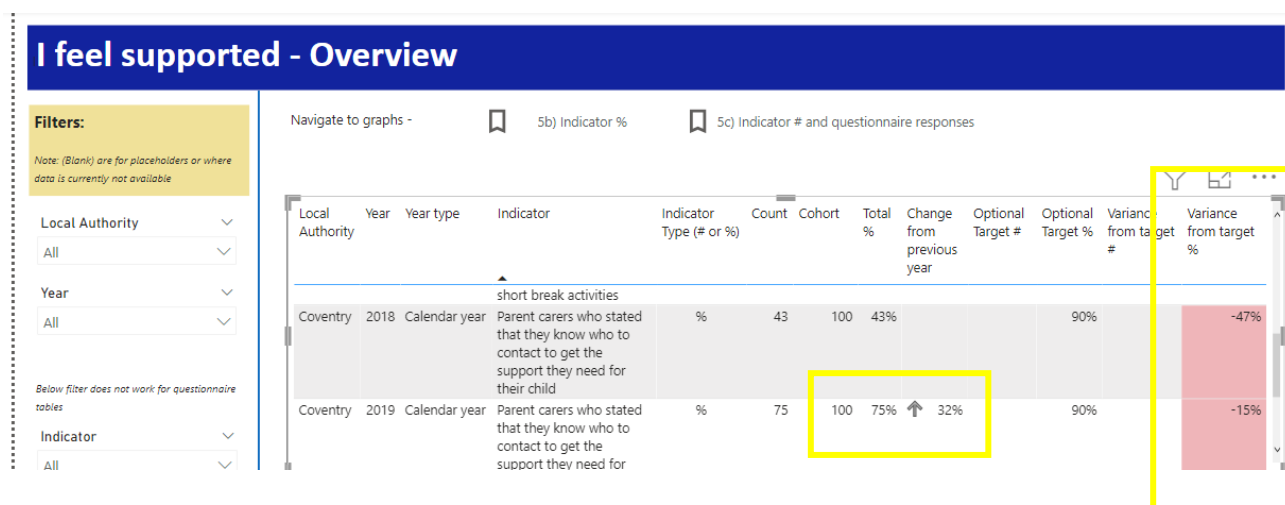 I feel supported - Overview
Filters:
Note: (Blank) are for placeholders or where
data is currently not available
Local Authority
All
Year
All
Below filter does not work for questionnaire
tables
Indicator
All
Navigate to graphs -
5b) Indicator %
5c) Indicator # and questionnaire responses
Local Authority Year Year type Indicator Indicator Type (# or %) Count Cohort Total % Change from previous year Optional Target # Optional Target % Variance from target # Variance from target %
short break activities
Coventry 2018 Calendar year Parent carers who stated % 43 100 43% 90% -47%
that they know who to
contact to get the
support they need for
their child
Coventry 2019 Calendar year Parent carers who stated % 75 100 75% 32% 90% -15%
that they know who to
contact to get the
support they need for